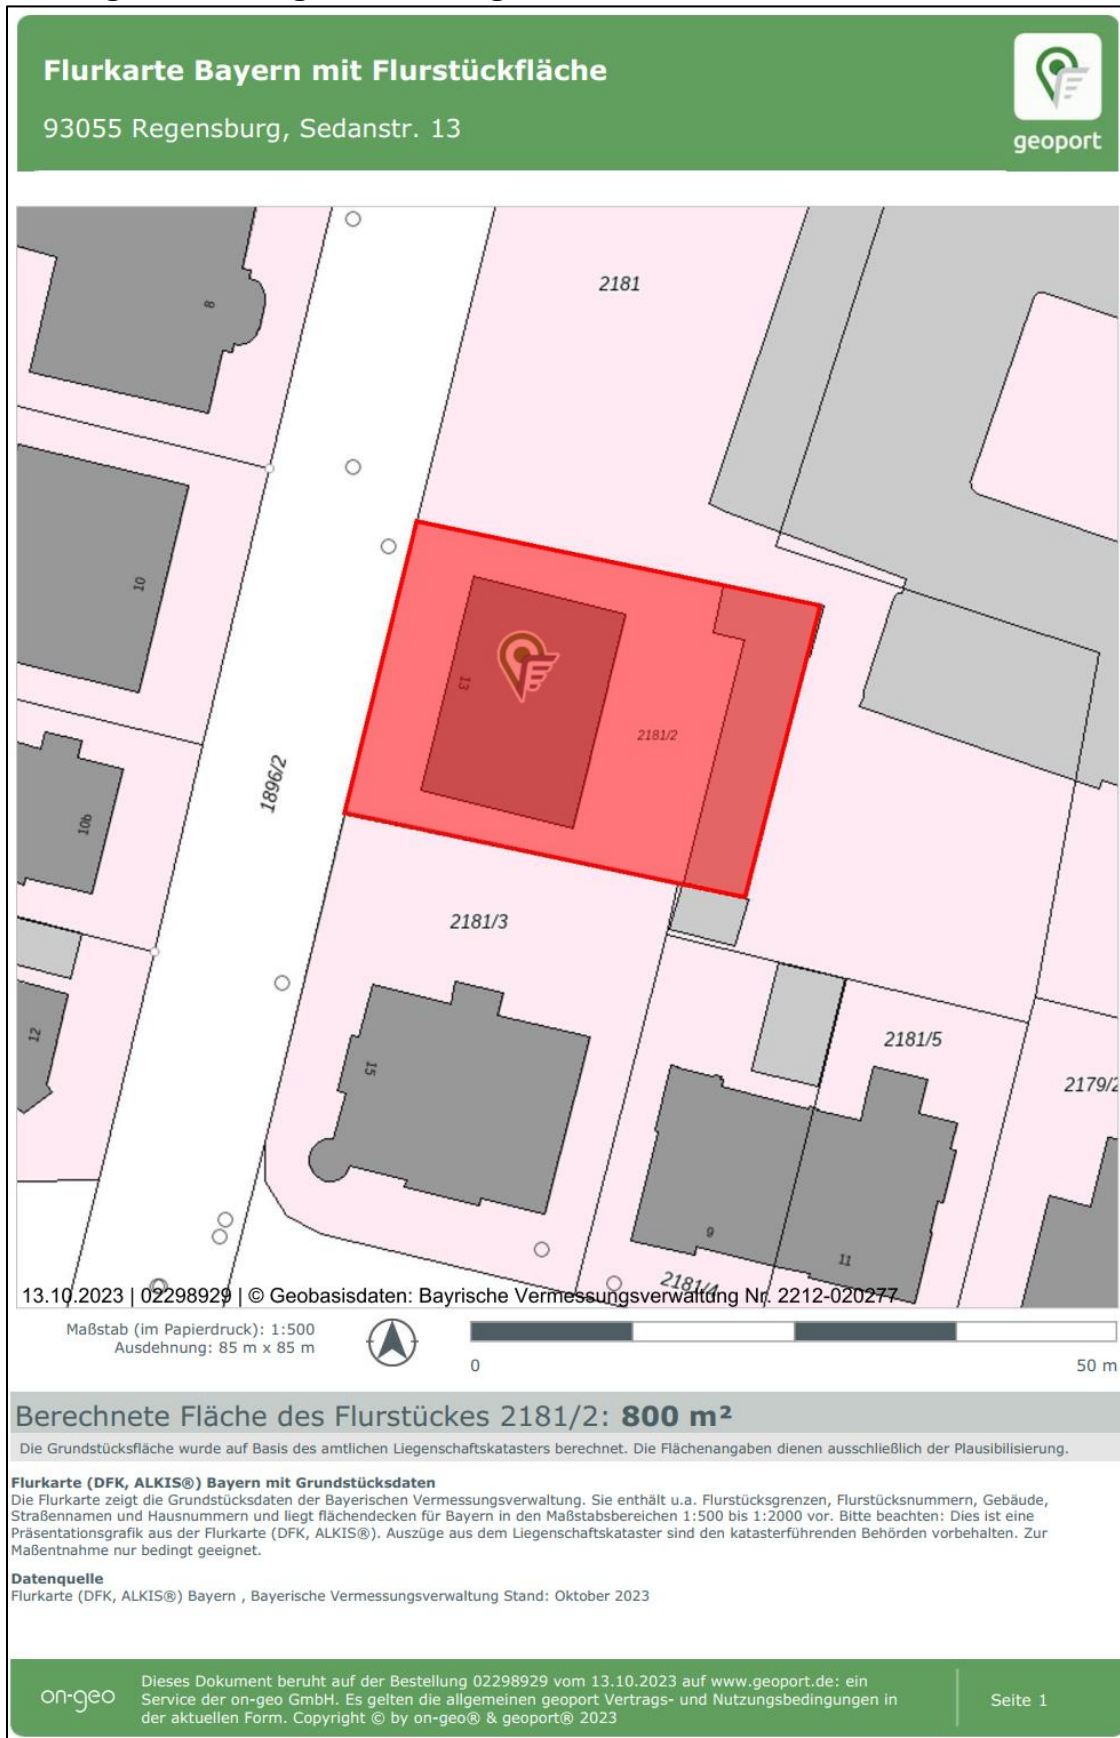 Flurkarte Bayern mit Flurstückfläche
93055 Regensburg, Sedanstr. 13
geoport
2181
8
10
13
2181/2
1896/2
10b
2181/3
12
15
2181/5
2179/2
9
11
2181/4
13.10.2023 | 02298929 | © Geobasisdaten: Bayrische Vermessungsverwaltung Nr. 2212-020277
Maßstab (im Papierdruck): 1:500
Ausdehnung: 85 m x 85 m
0
50 m
Berechnete Fläche des Flurstückes 2181/2: 800 m²
Die Grundstücksfläche wurde auf Basis des amtlichen Liegenschaftskatasters berechnet. Die Flächenangaben dienen ausschließlich der Plausibilisierung.
Flurkarte (DFK, ALKIS®) Bayern mit Grundstücksdaten
Die Flurkarte zeigt die Grundstücksdaten der Bayerischen Vermessungsverwaltung. Sie enthält u.a. Flurstücksgrenzen, Flurstücksnummern, Gebäude,
Straßennamen und Hausnummern und liegt flächendecken für Bayern in den Maßstabsbereichen 1:500 bis 1:2000 vor. Bitte beachten: Dies ist eine
Präsentationsgrafik aus der Flurkarte (DFK, ALKIS®). Auszüge aus dem Liegenschaftskataster sind den katasterführenden Behörden vorbehalten. Zur
Maßentnahme nur bedingt geeignet.
Datenquelle
Flurkarte (DFK, ALKIS®) Bayern , Bayerische Vermessungsverwaltung Stand: Oktober 2023
on-geo
Dieses Dokument beruht auf der Bestellung 02298929 vom 13.10.2023 auf www.geoport.de: ein
Service der on-geo GmbH. Es gelten die allgemeinen geoport Vertrags- und Nutzungsbedingungen in
der aktuellen Form. Copyright © by on-geo® & geoport® 2023
Seite 1